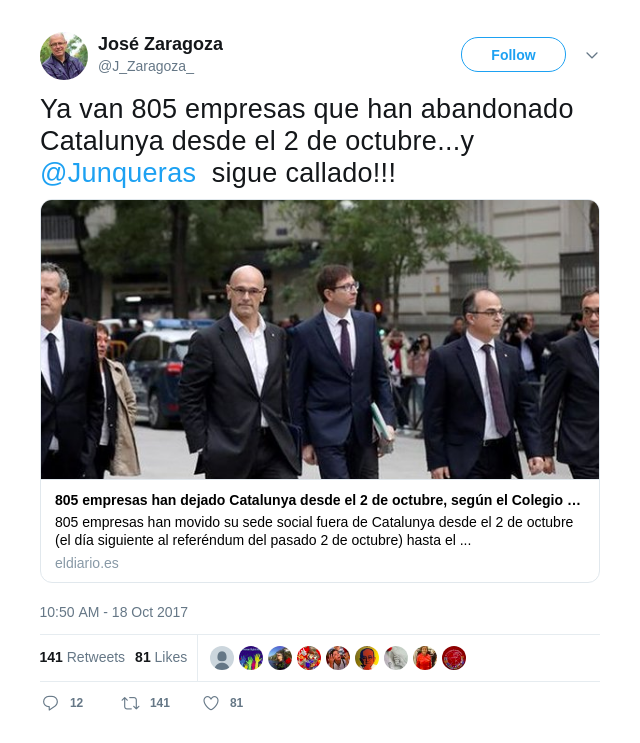 José Zaragoza
@J_Zaragoza_
Follow
Ya van 805 empresas que han abandonado
Catalunya desde el 2 de octubre...y
@Junqueras sigue callado!!!
805 empresas han dejado Catalunya desde el 2 de octubre, según el Colegio ...
805 empresas han movido su sede social fuera de Catalunya desde el 2 de octubre
(el día siguiente al referéndum del pasado 2 de octubre) hasta el ...
eldiario.es
10:50 AM - 18 Oct 2017
141 Retweets 81 Likes
12 141 81